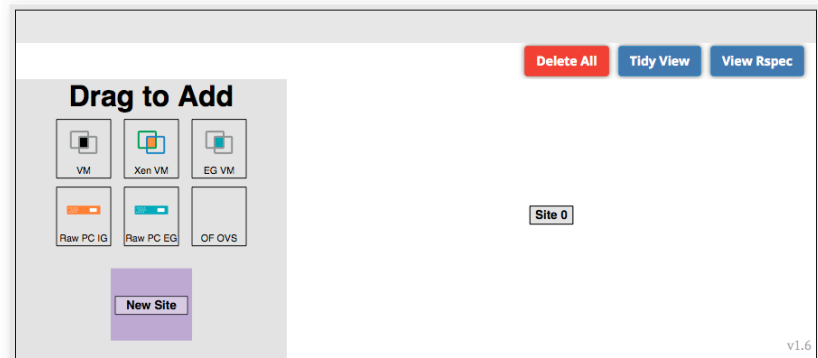 Delete All
Tidy View
View Rspec
Drag to Add
VM
Xen VM
EG VM
Raw PC IG
Raw PC EG
OF OVS
New Site
Site 0
v1.6